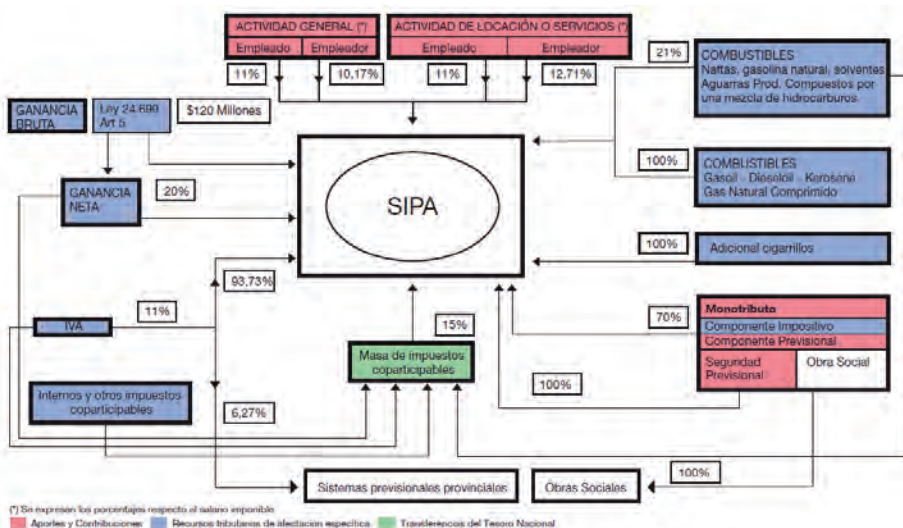 ACTIVIDAD GENERAL (*)
Empleado
Empleador
ACTIVIDAD DE LOCACIÓN O SERVICIOS (*)
Empleado
Empleador
11%
10,17%
11%
12,71%
21%
COMBUSTIBLES
Naftas, gasolina natural, solventes
Aguarras Prod. Compuestos por
una mezcla de hidrocarburos.
GANANCIA
BRUTA
Ley 24.699
Art 5
$120 Millones
GANANCIA
NETA
20%
SIPA
100%
COMBUSTIBLES
Gasoil - Dieseloil - Kerosene
Gas Natural Comprimido
100%
Adicional cigarrillos
93,73%
IVA
11%
15%
Masa de impuestos
coparticipables
70%
Monotributo
Componente Impositivo
Componente Previsional
Seguridad
Previsional
Obra Social
100%
Internos y otros impuestos
coparticipables
6,27%
100%
Sistemas previsionales provinciales
Obras Sociales
(*) Se expresan los porcentajes respecto al salario imponible
Aportes y Contribuciones
Recursos tributarios de afectación específica
Transferencias del Tesoro Nacional